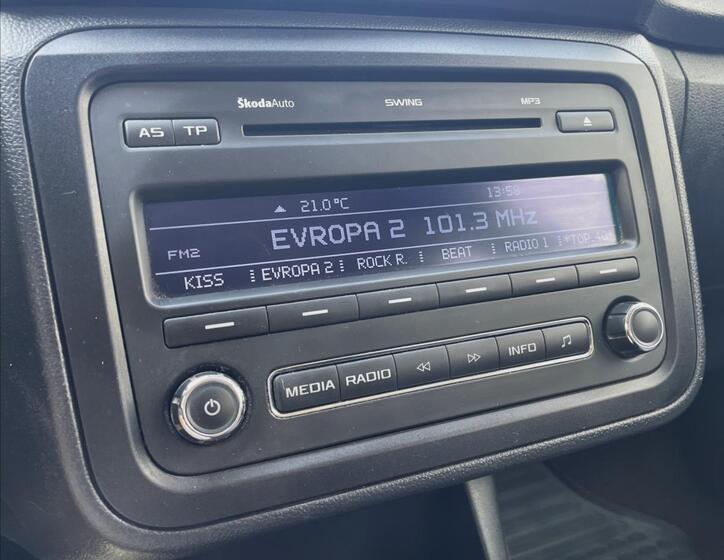 ŠkodaAuto SWING MP3
AS TP
21.0°C 13:58
EVROPA 2 101.3 MHz
FM2
KISS EVROPA 2 ROCK R. BEAT RADIO 1
MEDIA RADIO INFO